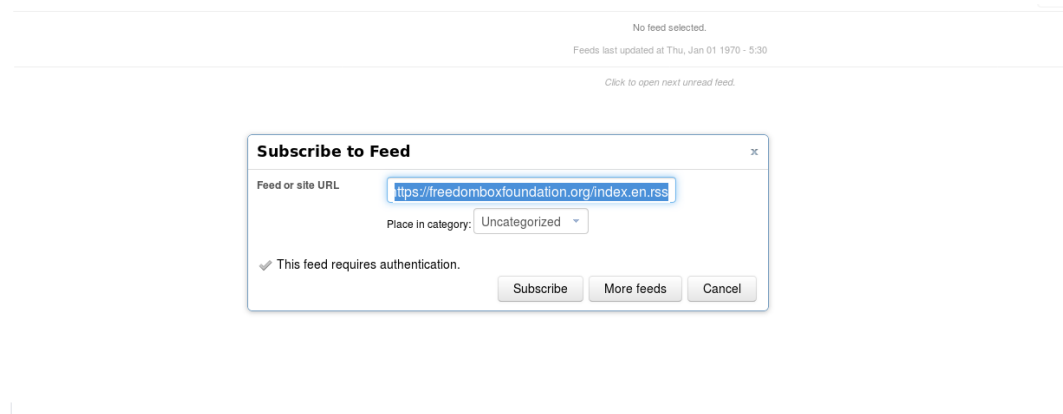 No feed selected.
Feeds last updated at Thu, Jan 01 1970 - 5:30
Click to open next unread feed.
Subscribe to Feed x
Feed or site URL ttps://freedomboxfoundation.org/index.en.rss
Place in category: Uncategorized
This feed requires authentication.
Subscribe More feeds Cancel